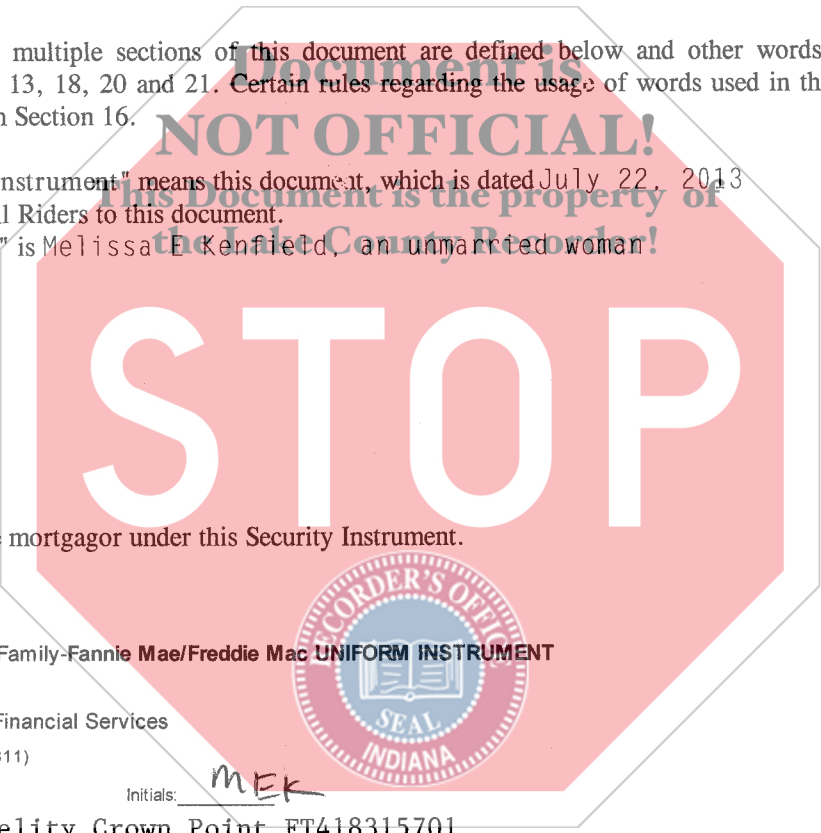 multiple sections of this document are defined below and other words
13, 18, 20 and 21. Certain rules regarding the usage of words used in th
n Section 16.
Document is
NOT OFFICIAL!
This Document is the property of
the Lake County Recorder!
nstrument" means this document, which is dated July 22, 2013
l Riders to this document.
" is Melissa E Kenfield, an unmarried woman
STOP
mortgagor under this Security Instrument.
RECORDER'S OFFICE
SEAL
INDIANA
Family-Fannie Mae/Freddie Mac UNIFORM INSTRUMENT
Financial Services
311)
Initials: MEK
elity Crown Point FT418315701